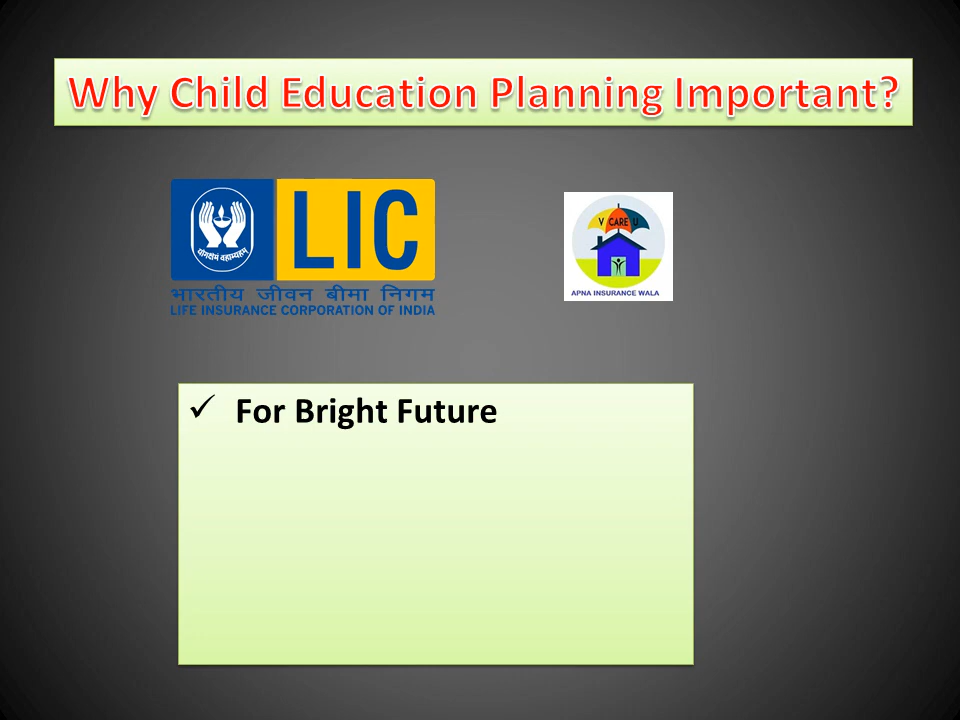 Why Child Education Planning Important?
योगक्षेमं वहाम्यहम्
LIC
भारतीय जीवन बीमा निगम
LIFE INSURANCE CORPORATION OF INDIA
V CARE U
APNA INSURANCE WALA
✓ For Bright Future